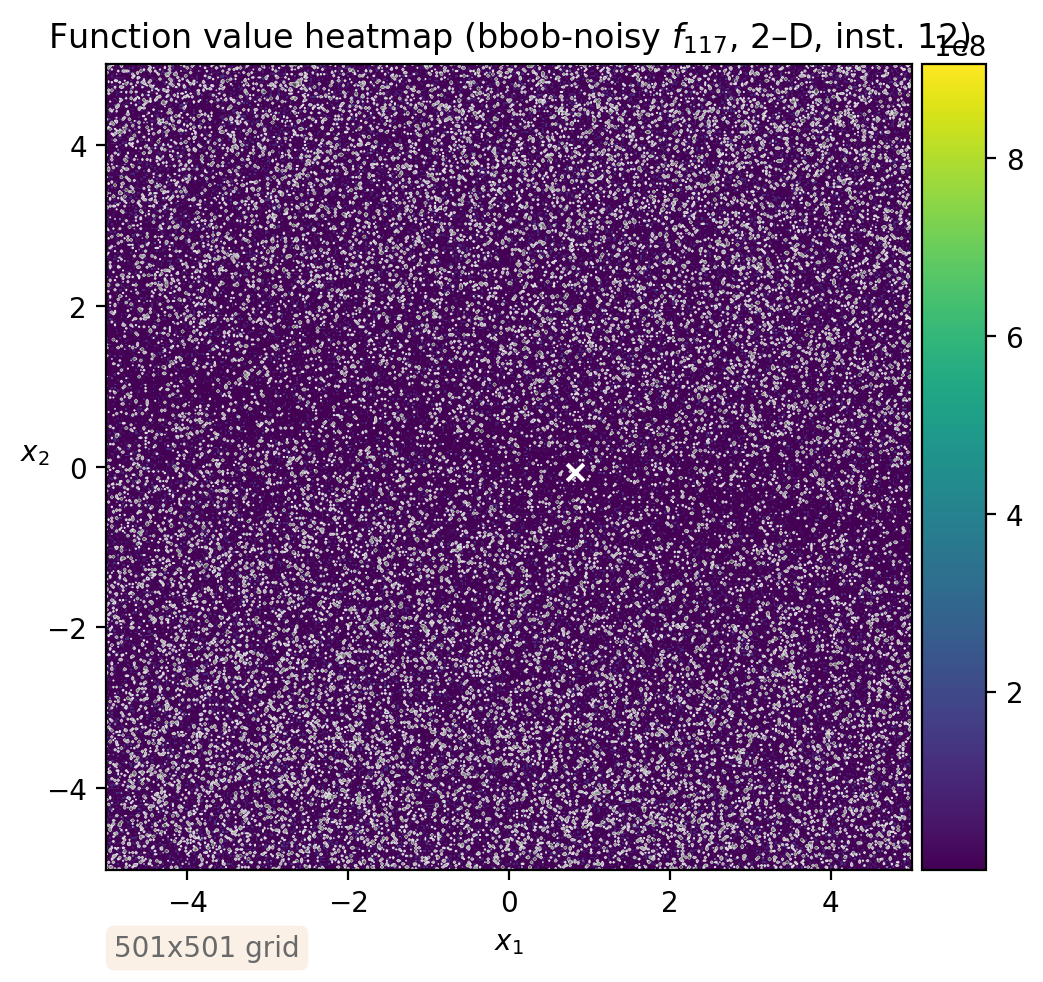 Function value heatmap (bbob-noisy f117, 2–D, inst. 12)
1e8
4
2
0
−2
−4
x2
−4
−2
0
2
4
x1
8
6
4
2
501x501 grid